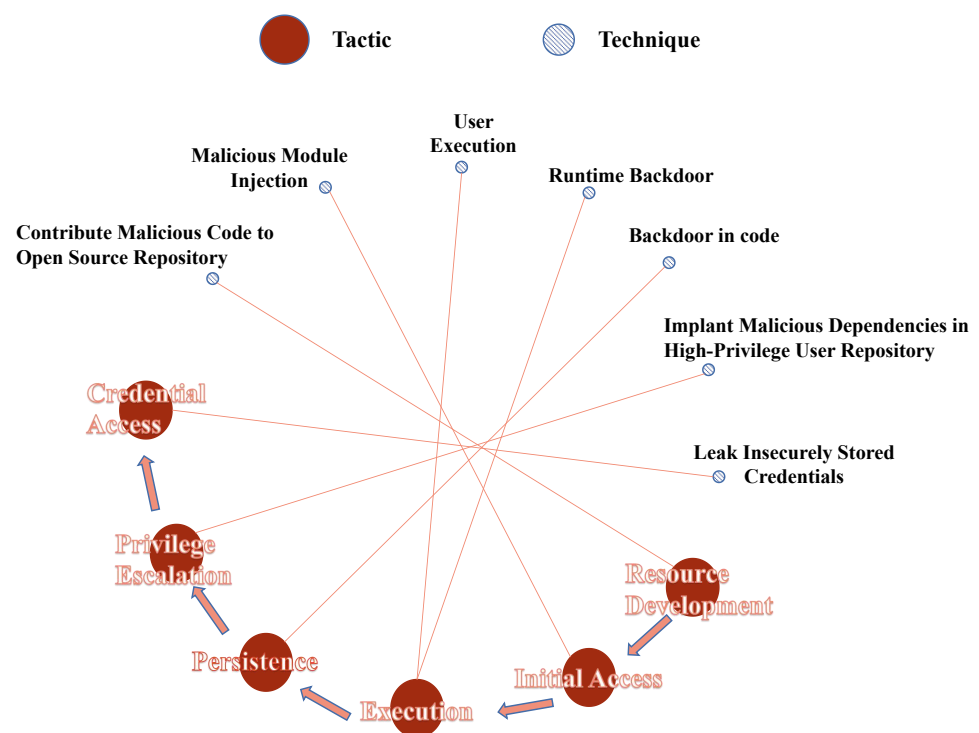 Tactic
Technique
User
Execution
Malicious Module
Injection
Runtime Backdoor
Contribute Malicious Code to
Open Source Repository
Backdoor in code
Implant Malicious Dependencies in
High-Privilege User Repository
Credential
Access
Leak Insecurely Stored
Credentials
Privilege
Escalation
Resource
Development
Persistence
Initial Access
Execution